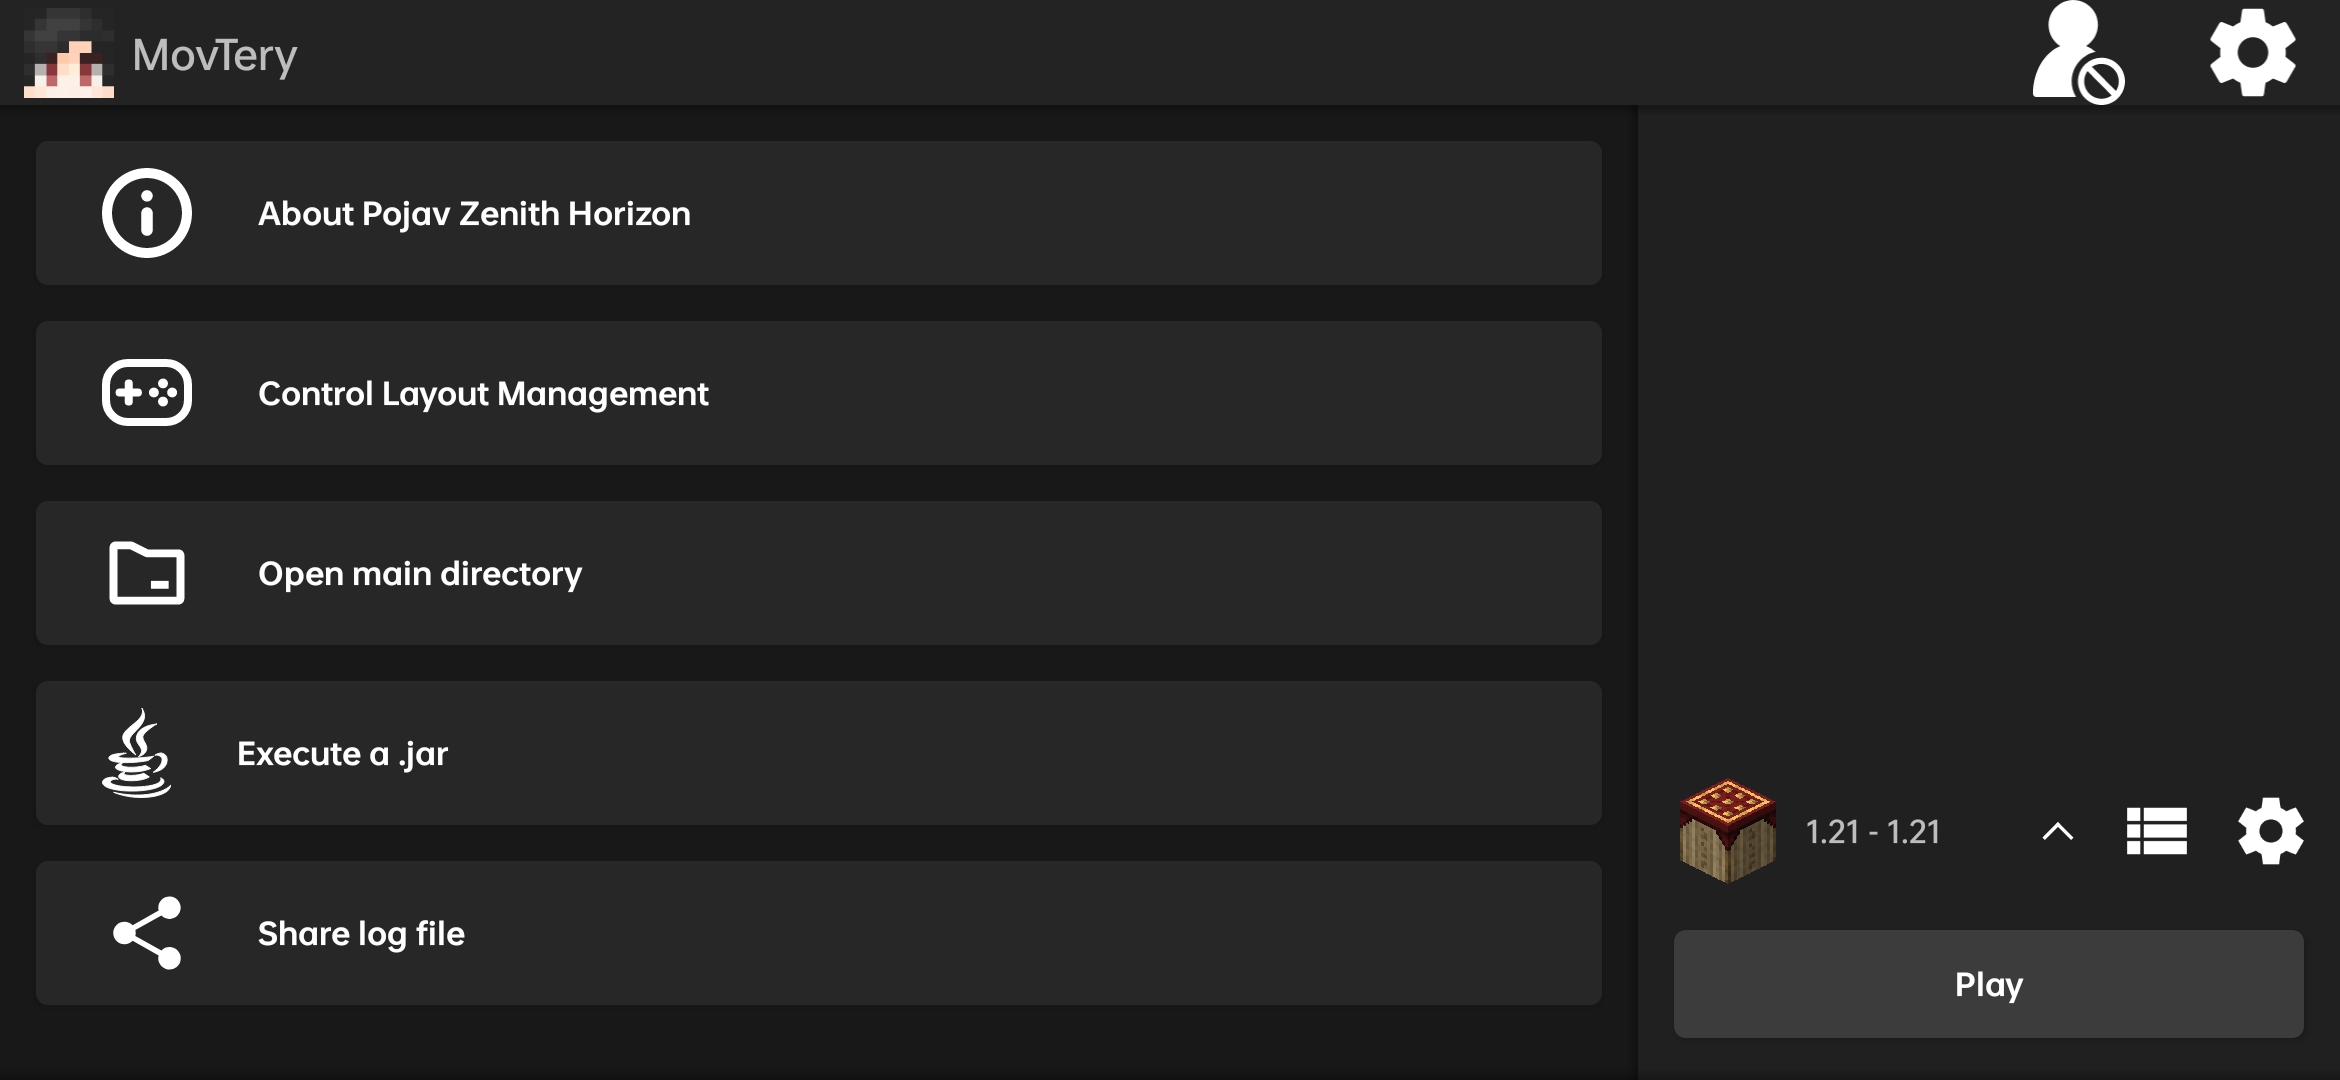 MovTery
About Pojav Zenith Horizon
Control Layout Management
Open main directory
Execute a .jar
Share log file
1.21 - 1.21
Play